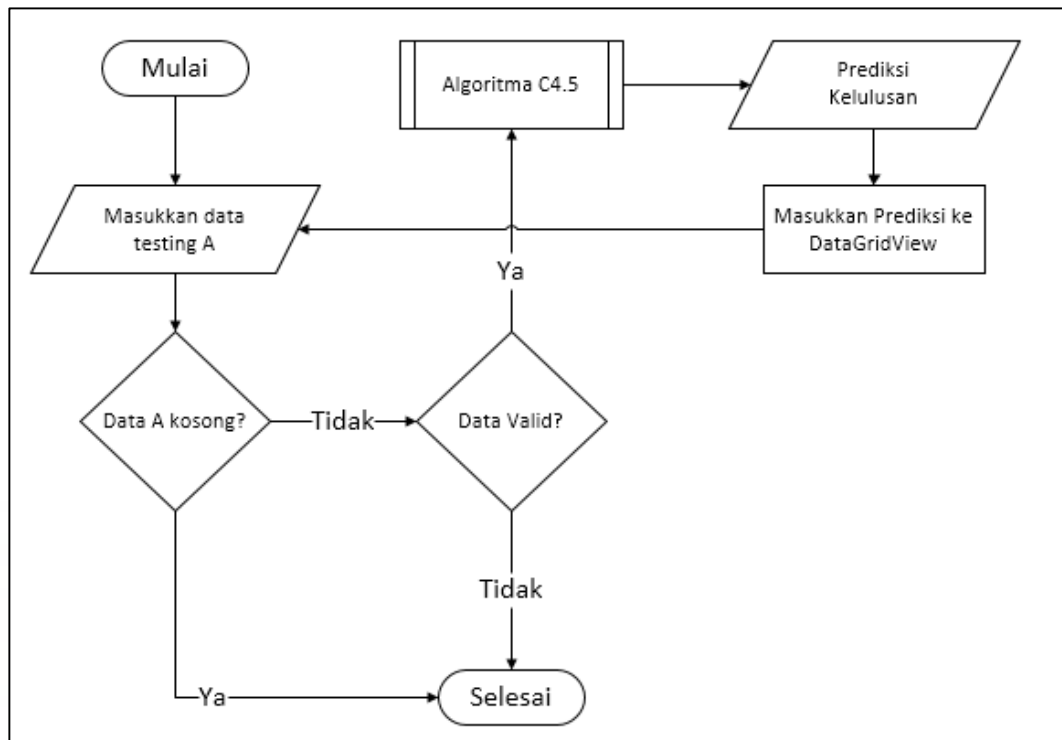 Mulai
Algoritma C4.5
Prediksi
Kelulusan
Masukkan data
testing A
Masukkan Prediksi ke
DataGridView
Ya
Data A kosong?
Tidak
Data Valid?
Tidak
Ya
Selesai